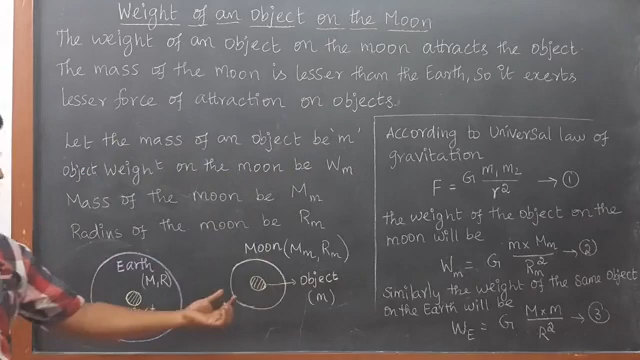 Weight of an Object on the Moon
The weight of an object on the moon attracts the object.
The mass of the moon is lesser than the Earth, so it exerts
lesser force of attraction on objects.
Let the mass of an object be 'm'
object weight on the moon be Wm
Mass of the moon be Mm
Radius of the moon be Rm
Earth
(M,R)
Moon (Mm, Rm)
Object
(m)
According to Universal law of
gravitation
F = G m1 m2 / r² → ①
the weight of the object on the
moon will be
Wm = G m × Mm / Rm² → ②
Similarly the weight of the same object
on the Earth will be
WE = G M × m / R² → ③